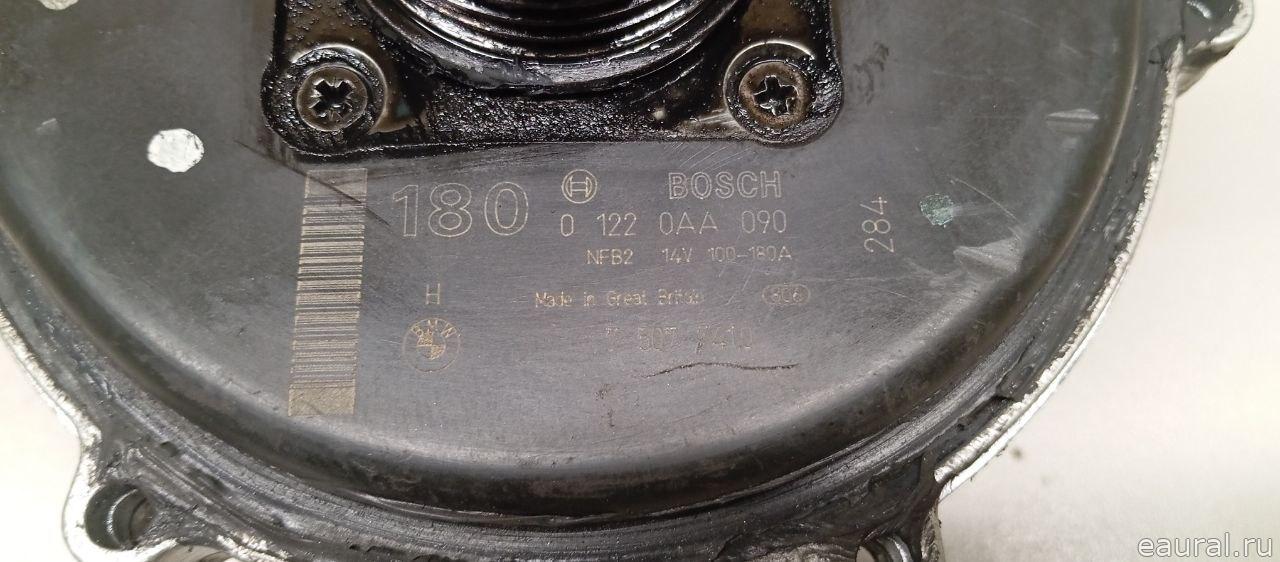 180 H BOSCH
0 122 0AA 090
NFB2 14V 100-180A
284
H
Made in Great Britain
BMW
507 7410
eaural.ru